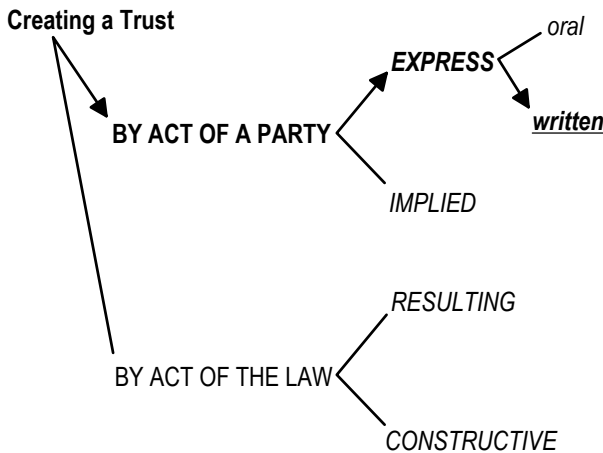 Creating a Trust
oral
EXPRESS
written
BY ACT OF A PARTY
IMPLIED
RESULTING
BY ACT OF THE LAW
CONSTRUCTIVE